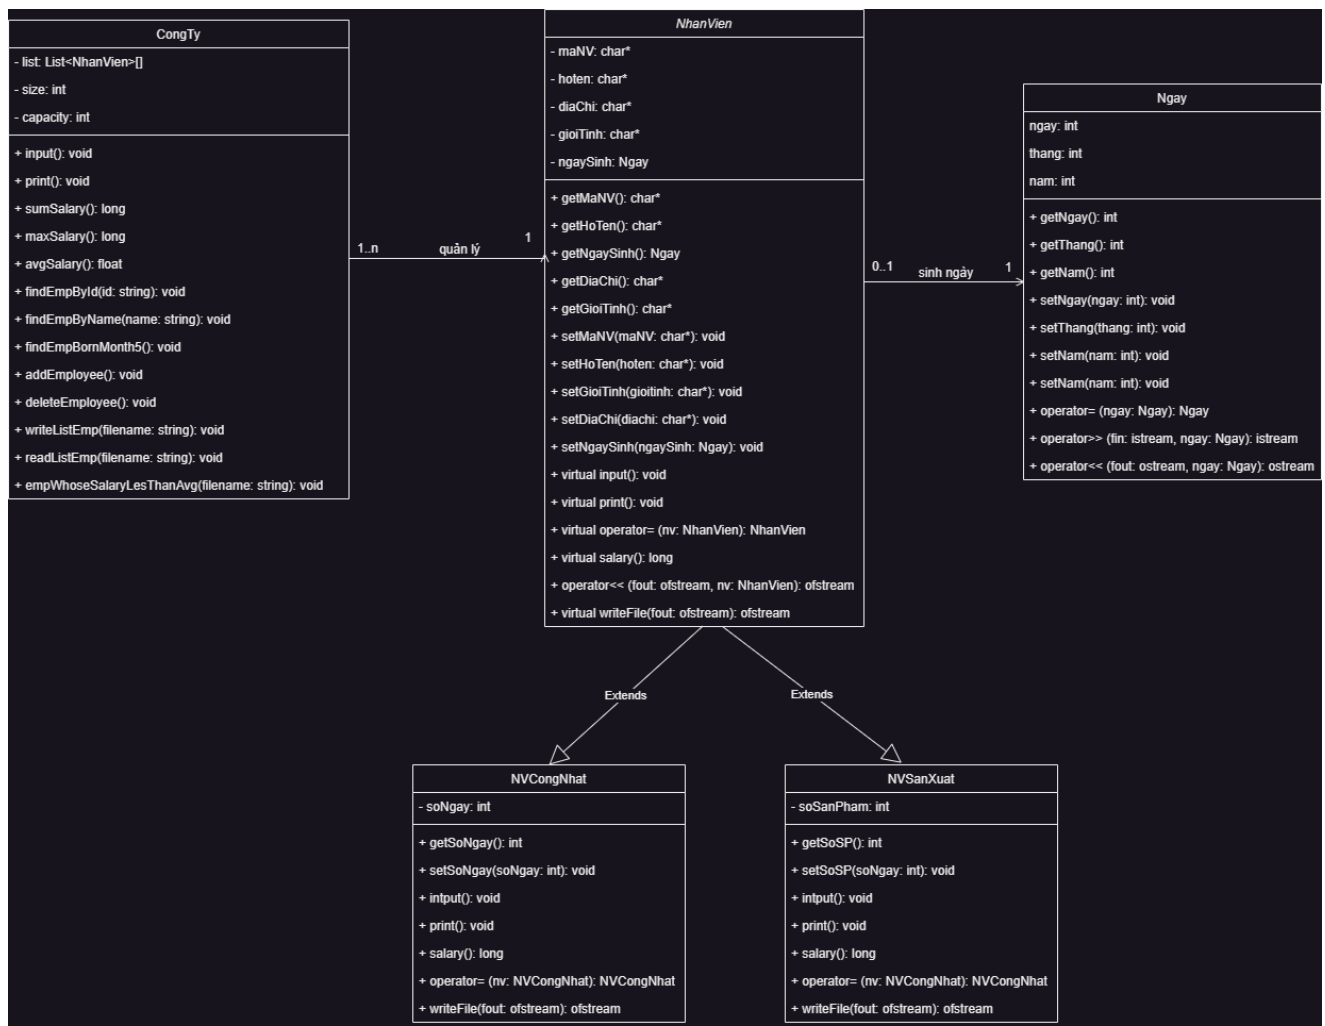 CongTy
- list: List<NhanVien>[]
- size: int
- capacity: int
+ input(): void
+ print(): void
+ sumSalary(): long
+ maxSalary(): long
+ avgSalary(): float
+ findEmpById(id: string): void
+ findEmpByName(name: string): void
+ findEmpBornMonth5(): void
+ addEmployee(): void
+ deleteEmployee(): void
+ writeListEmp(filename: string): void
+ readListEmp(filename: string): void
+ empWhoseSalaryLesThanAvg(filename: string): void
1..n
quản lý
1
NhanVien
- maNV: char*
- hoten: char*
- diaChi: char*
- gioiTinh: char*
- ngaySinh: Ngay
+ getMaNV(): char*
+ getHoTen(): char*
+ getNgaySinh(): Ngay
+ getDiaChi(): char*
+ getGioiTinh(): char*
+ setMaNV(maNV: char*): void
+ setHoTen(hoten: char*): void
+ setGioiTinh(gioitinh: char*): void
+ setDiaChi(diachi: char*): void
+ setNgaySinh(ngaySinh: Ngay): void
+ virtual input(): void
+ virtual print(): void
+ virtual operator= (nv: NhanVien): NhanVien
+ virtual salary(): long
+ operator<< (fout: ofstream, nv: NhanVien): ofstream
+ virtual writeFile(fout: ofstream): ofstream
0..1
sinh ngày
1
Ngay
ngay: int
thang: int
nam: int
+ getNgay(): int
+ getThang(): int
+ getNam(): int
+ setNgay(ngay: int): void
+ setThang(thang: int): void
+ setNam(nam: int): void
+ setNam(nam: int): void
+ operator= (ngay: Ngay): Ngay
+ operator>> (fin: istream, ngay: Ngay): istream
+ operator<< (fout: ostream, ngay: Ngay): ostream
Extends
Extends
NVCongNhat
- soNgay: int
+ getSoNgay(): int
+ setSoNgay(soNgay: int): void
+ intput(): void
+ print(): void
+ salary(): long
+ operator= (nv: NVCongNhat): NVCongNhat
+ writeFile(fout: ofstream): ofstream
NVSanXuat
- soSanPham: int
+ getSoSP(): int
+ setSoSP(soNgay: int): void
+ intput(): void
+ print(): void
+ salary(): long
+ operator= (nv: NVCongNhat): NVCongNhat
+ writeFile(fout: ofstream): ofstream